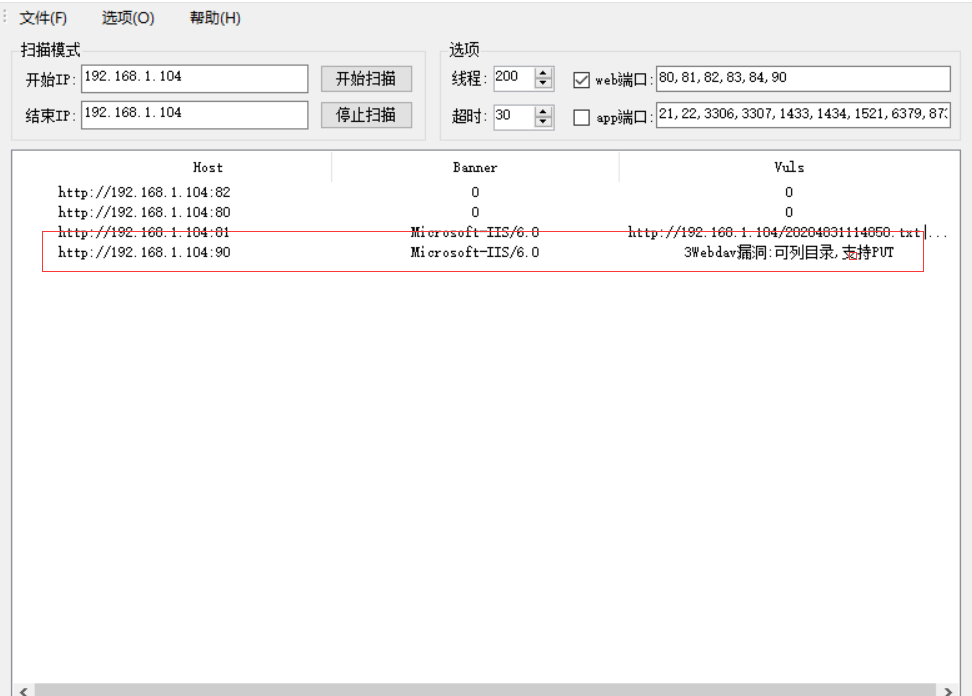 文件(F) 选项(O) 帮助(H)
扫描模式
开始IP: 192.168.1.104 开始扫描
结束IP: 192.168.1.104 停止扫描
选项
线程: 200 web端口: 80,81,82,83,84,90
超时: 30 app端口: 21,22,3306,3307,1433,1434,1521,6379,87
Host Banner Vuls
http://192.168.1.104:82 0 0
http://192.168.1.104:80 0 0
http://192.168.1.104:81 Microsoft-IIS/6.0 http://192.168.1.104/20204831114850.txt|...
http://192.168.1.104:90 Microsoft-IIS/6.0 3Webdav漏洞:可列目录,支持PUT